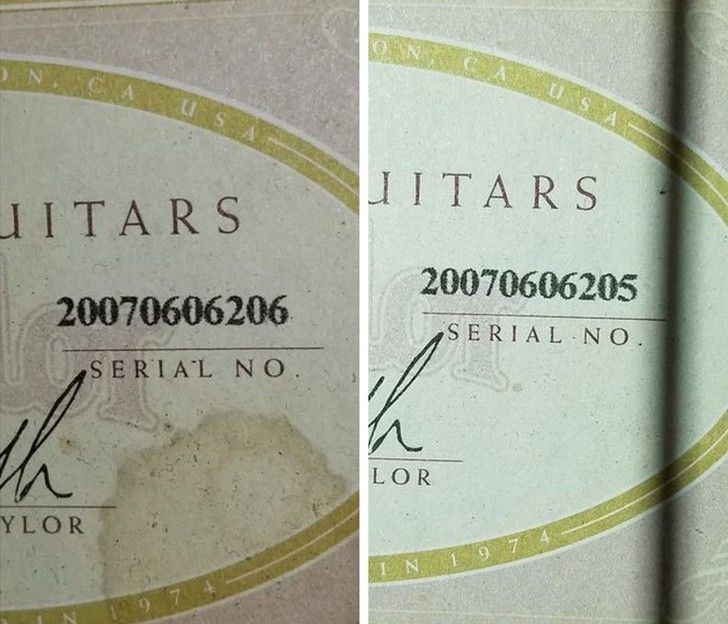 ON, CA USA
UITARS
20070606206
SERIAL NO.
YLOR
IN 1974
ON, CA USA
UITARS
20070606205
SERIAL NO.
LOR
IN 1974